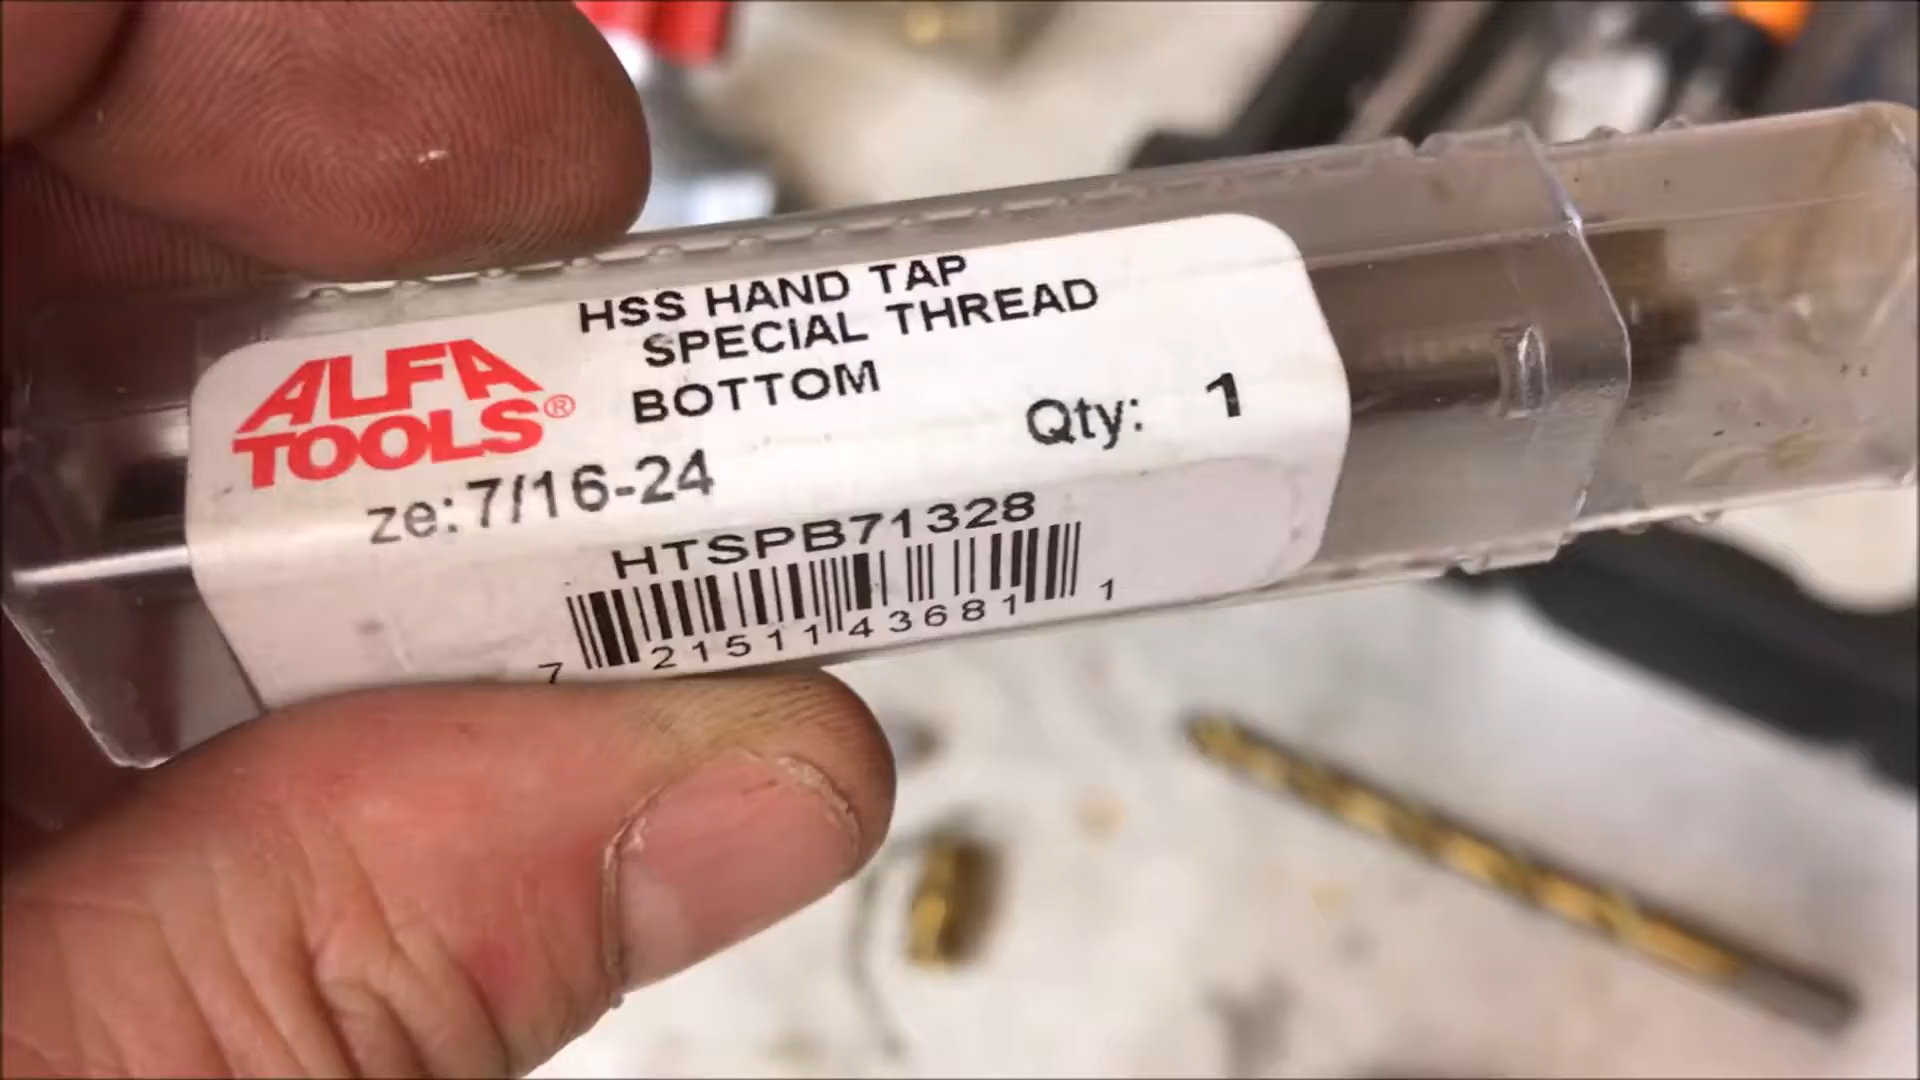 HSS HAND TAP
SPECIAL THREAD
BOTTOM
ALFA
TOOLS®
Qty: 1
ze: 7/16-24
HTSPB71328
7 21511 43681 1